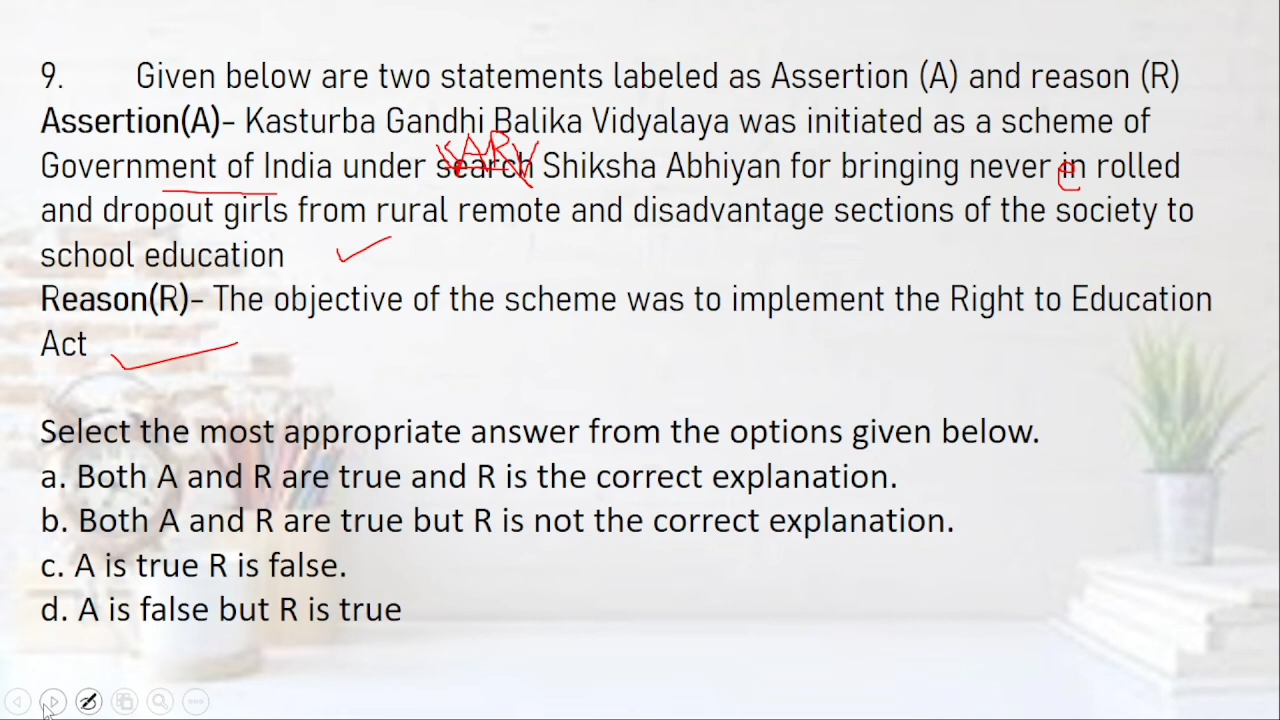 9. Given below are two statements labeled as Assertion (A) and reason (R)
Assertion(A)- Kasturba Gandhi Balika Vidyalaya was initiated as a scheme of
SARV
Government of India under search Shiksha Abhiyan for bringing never in rolled
e
and dropout girls from rural remote and disadvantage sections of the society to
school education
Reason(R)- The objective of the scheme was to implement the Right to Education
Act
Select the most appropriate answer from the options given below.
a. Both A and R are true and R is the correct explanation.
b. Both A and R are true but R is not the correct explanation.
c. A is true R is false.
d. A is false but R is true